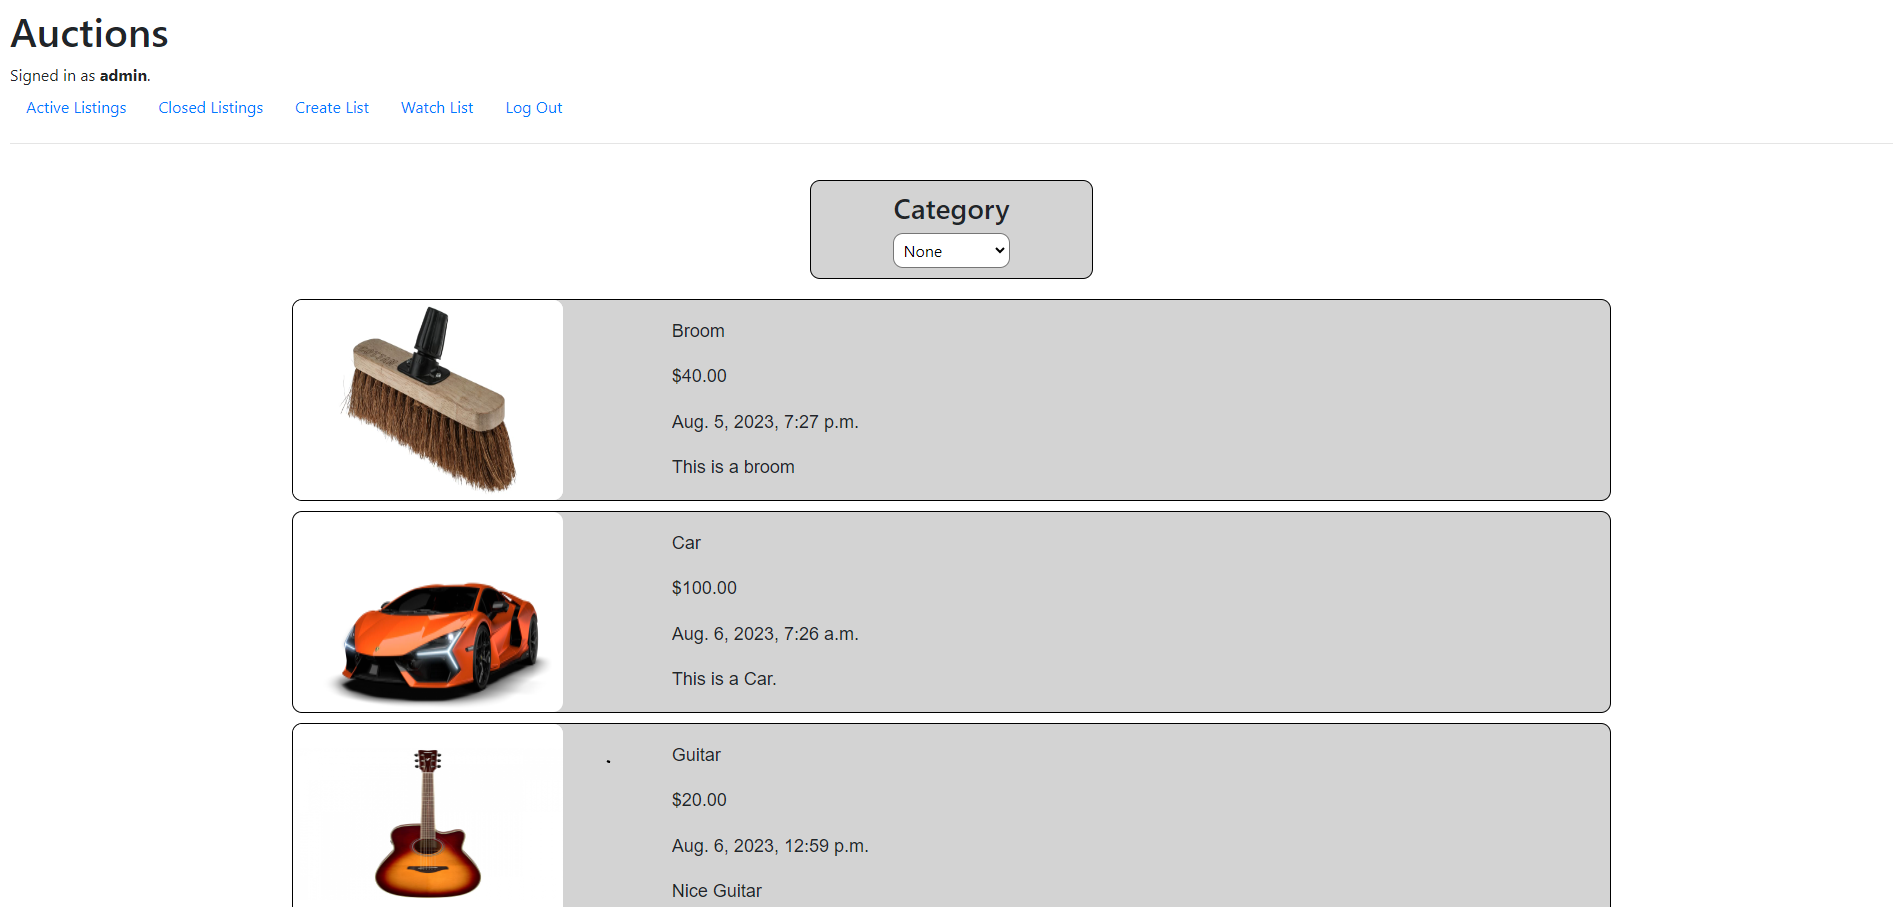 Auctions
Signed in as admin.
Active Listings Closed Listings Create List Watch List Log Out
Category
None
Broom
$40.00
Aug. 5, 2023, 7:27 p.m.
This is a broom
Car
$100.00
Aug. 6, 2023, 7:26 a.m.
This is a Car.
Guitar
$20.00
Aug. 6, 2023, 12:59 p.m.
Nice Guitar